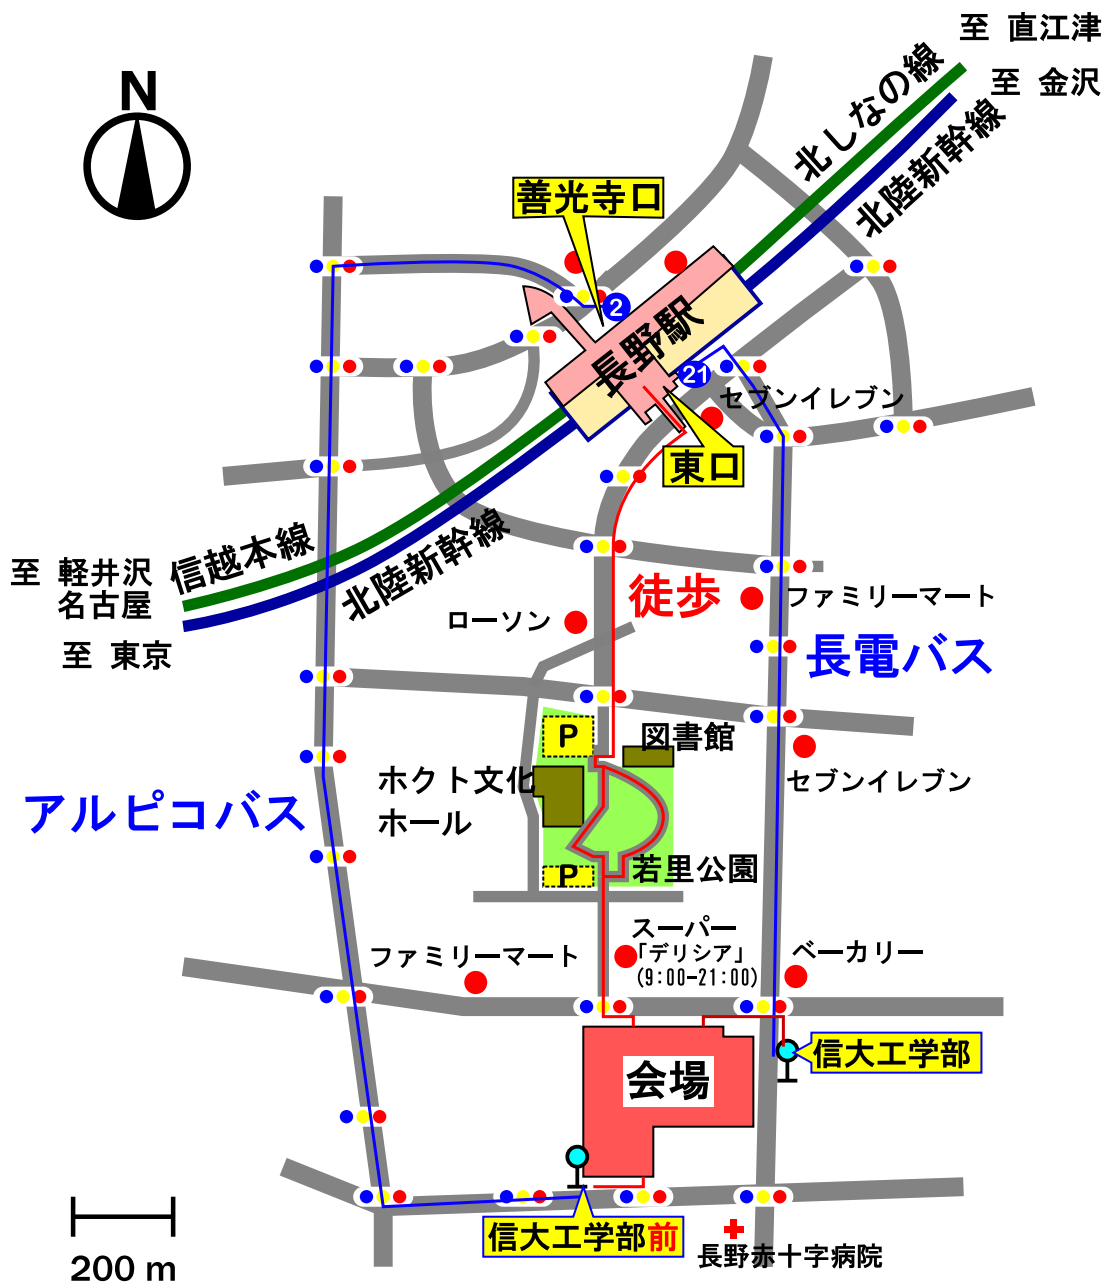 至 直江津
至 金沢
N
北しなの線
北陸新幹線
善光寺口
2
長野駅
21
セブンイレブン
東口
信越本線
北陸新幹線
至 軽井沢
名古屋
至 東京
徒歩
ファミリーマート
ローソン
長電バス
P
図書館
ホクト文化
ホール
セブンイレブン
アルピコバス
P
若里公園
スーパー
「デリシア」
(9:00-21:00)
ファミリーマート
ベーカリー
信大工学部
会場
信大工学部前
長野赤十字病院
200 m